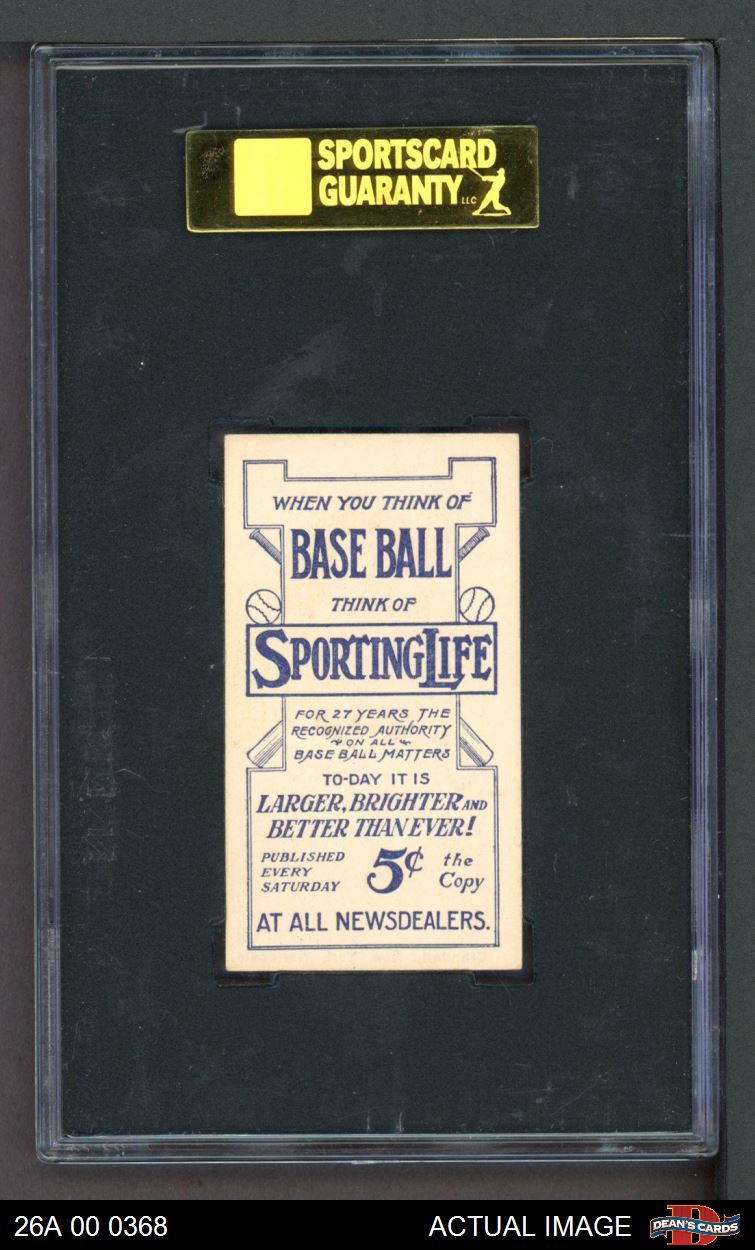 SPORTSCARD
GUARANTY LLC
WHEN YOU THINK OF
BASE BALL
THINK OF
SPORTING LIFE
FOR 27 YEARS THE
RECOGNIZED AUTHORITY
ON ALL
BASE BALL MATTERS
TO-DAY IT IS
LARGER, BRIGHTER AND
BETTER THAN EVER!
PUBLISHED
EVERY
SATURDAY
5¢ the
Copy
AT ALL NEWSDEALERS.
26A 00 0368 ACTUAL IMAGE D DEAN'S CARDS